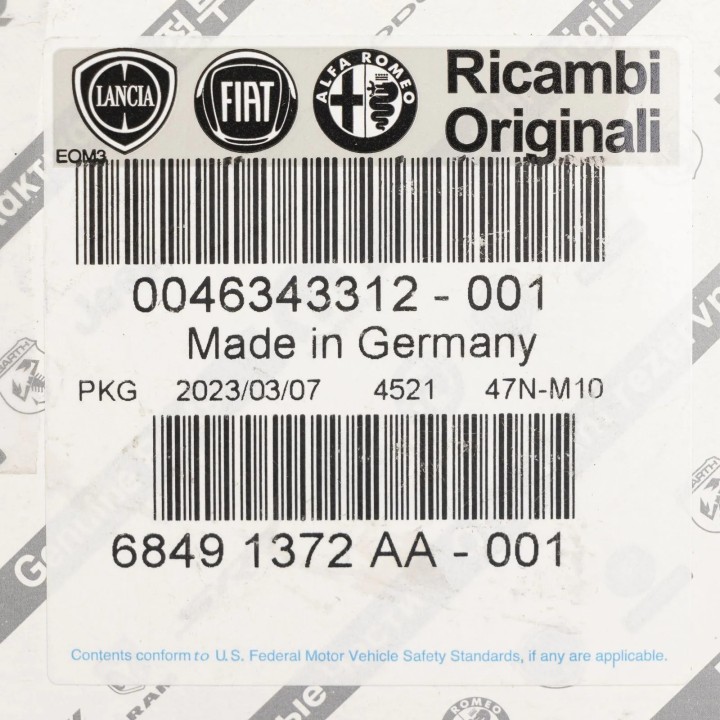 LANCIA FIAT ALFA ROMEO Ricambi
Originali
EOM3
0046343312 - 001
Made in Germany
PKG 2023/03/07 4521 47N-M10
6849 1372 AA - 001
Contents conform to U.S. Federal Motor Vehicle Safety Standards, if any are applicable.